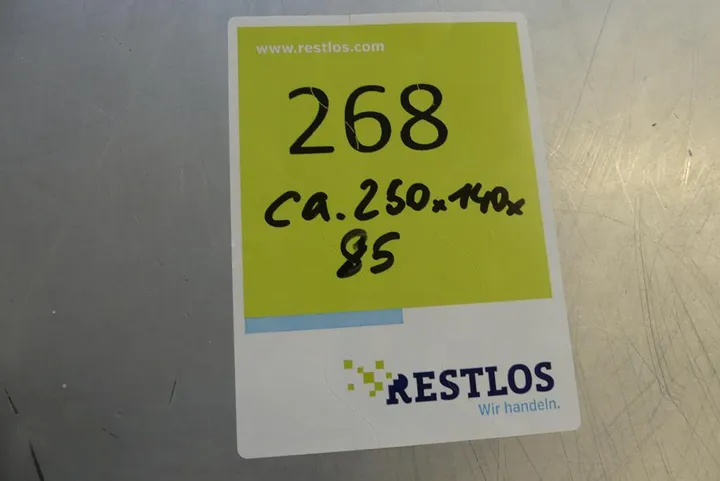 www.restlos.com
268
ca. 250x140x
85
RESTLOS
Wir handeln.